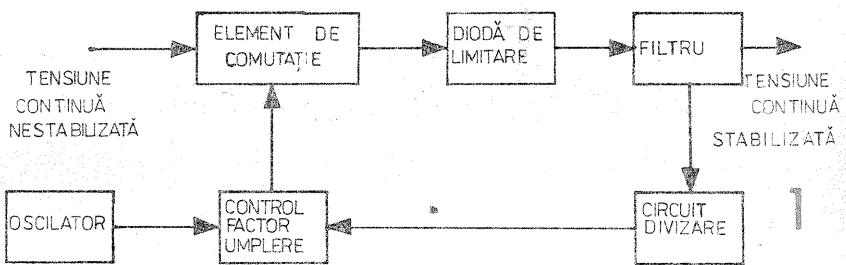 ELEMENT DE
COMUTAȚIE
DIODĂ DE
LIMITARE
FILTRU
TENSIUNE
CONTINUĂ
NESTABILIZATĂ
TENSIUNE
CONTINUĂ
STABILIZATĂ
OSCILATOR
CONTROL
FACTOR
UMPLERE
CIRCUIT
DIVIZARE
1